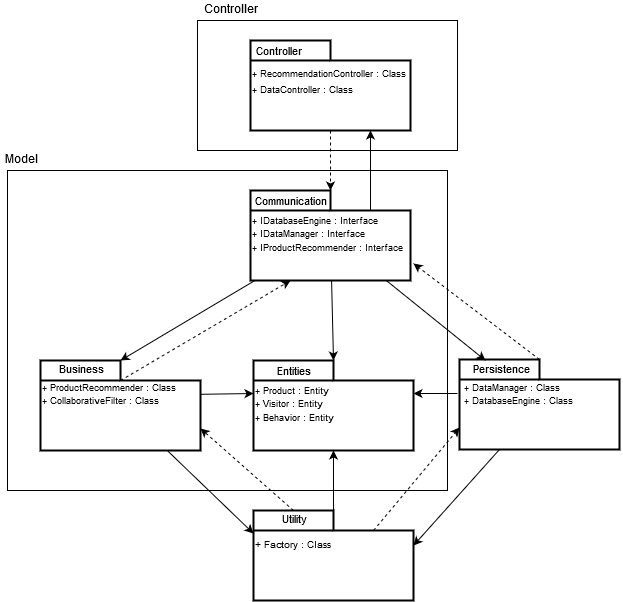 Controller
Controller
+ RecommendationController : Class
+ DataController : Class
Model
Communication
+ IDatabaseEngine : Interface
+ IDataManager : Interface
+ IProductRecommender : Interface
Business
+ ProductRecommender : Class
+ CollaborativeFilter : Class
Entities
+ Product : Entity
+ Visitor : Entity
+ Behavior : Entity
Persistence
+ DataManager : Class
+ DatabaseEngine : Class
Utility
+ Factory : Class